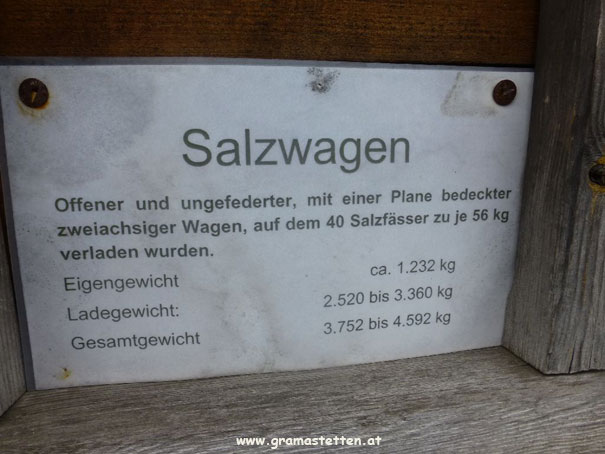 Salzwagen
Offener und ungefederter, mit einer Plane bedeckter
zweiachsiger Wagen, auf dem 40 Salzfässer zu je 56 kg
verladen wurden.
Eigengewicht ca. 1.232 kg
Ladegewicht: 2.520 bis 3.360 kg
Gesamtgewicht 3.752 bis 4.592 kg
www.gramastetten.at